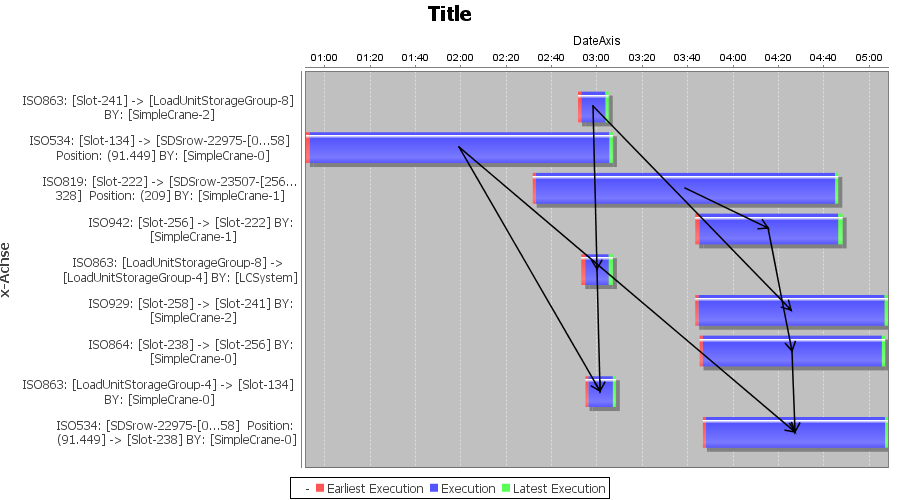 Title
DateAxis
01:00 01:20 01:40 02:00 02:20 02:40 03:00 03:20 03:40 04:00 04:20 04:40 05:00
x-Achse
ISO863: [Slot-241] -> [LoadUnitStorageGroup-8]
BY: [SimpleCrane-2]
ISO534: [Slot-134] -> [SDSrow-22975-[0...58]
Position: (91.449] BY: [SimpleCrane-0]
ISO819: [Slot-222] -> [SDSrow-23507-[256...
328]  Position: (209] BY: [SimpleCrane-1]
ISO942: [Slot-256] -> [Slot-222] BY:
[SimpleCrane-1]
ISO863: [LoadUnitStorageGroup-8] ->
[LoadUnitStorageGroup-4] BY: [LCSystem]
ISO929: [Slot-258] -> [Slot-241] BY:
[SimpleCrane-2]
ISO864: [Slot-238] -> [Slot-256] BY:
[SimpleCrane-0]
ISO863: [LoadUnitStorageGroup-4] -> [Slot-134]
BY: [SimpleCrane-0]
ISO534: [SDSrow-22975-[0...58]  Position:
(91.449] -> [Slot-238] BY: [SimpleCrane-0]
- Earliest Execution Execution Latest Execution